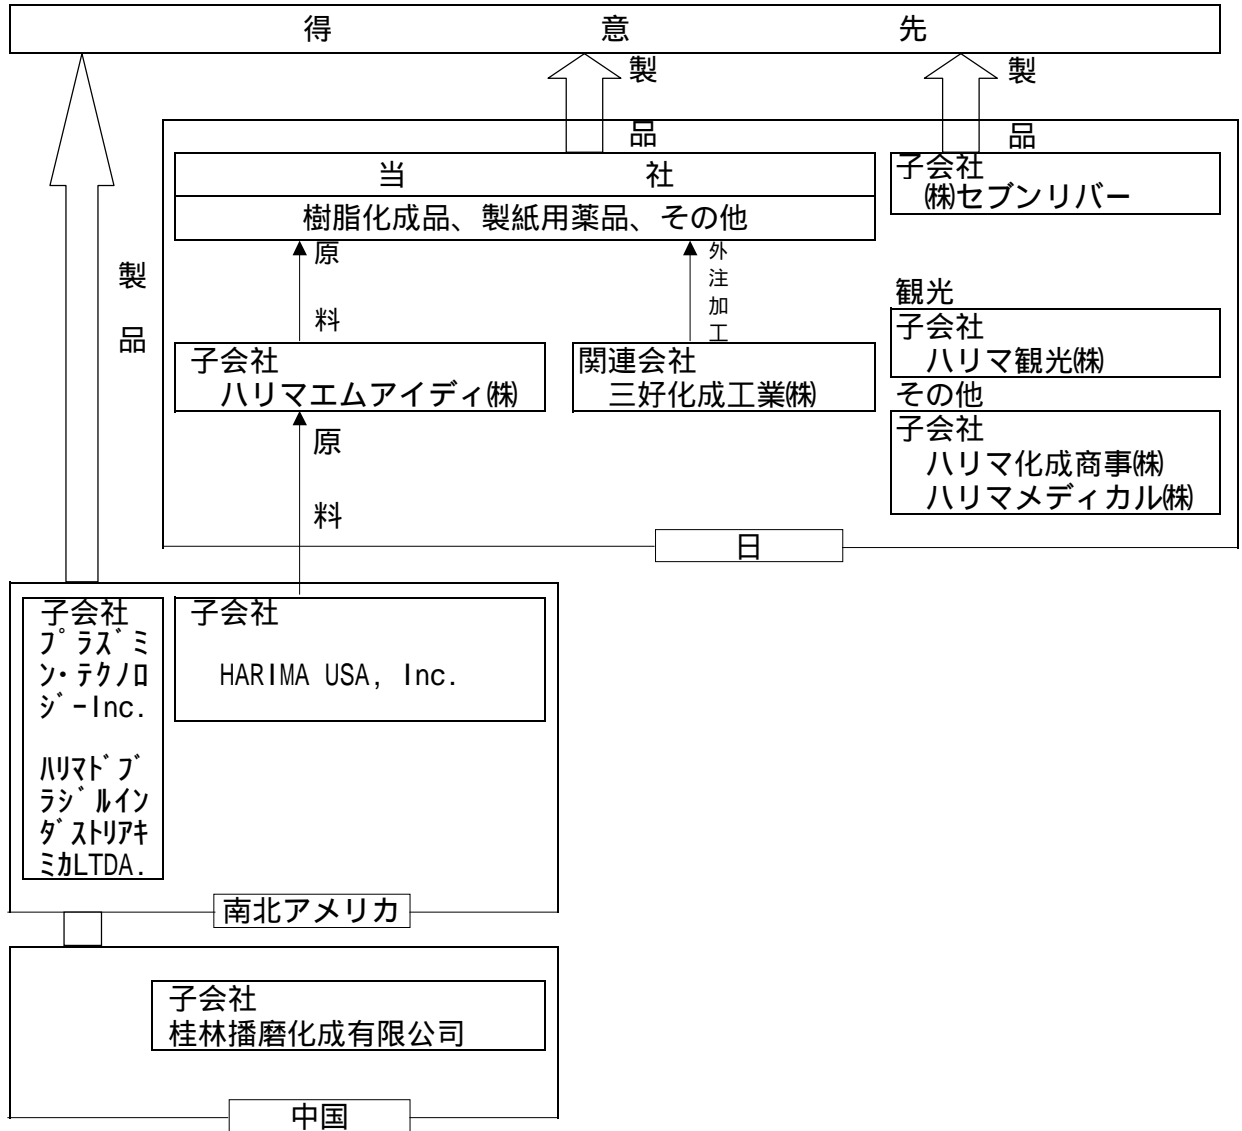 得意先
製品
製品
当社
樹脂化成品、製紙用薬品、その他
子会社
㈱セブンリバー
製品
原料
外注加工
観光
子会社
ハリマ観光㈱
子会社
ハリマエムアイディ㈱
関連会社
三好化成工業㈱
その他
子会社
ハリマ化成商事㈱
ハリマメディカル㈱
原料
日
子会社
プラズミ
ン・テクノロ
ジーInc.
ハリマドブ
ラジルイン
ダストリアキ
ミカLTDA.
子会社
HARIMA USA, Inc.
南北アメリカ
子会社
桂林播磨化成有限公司
中国